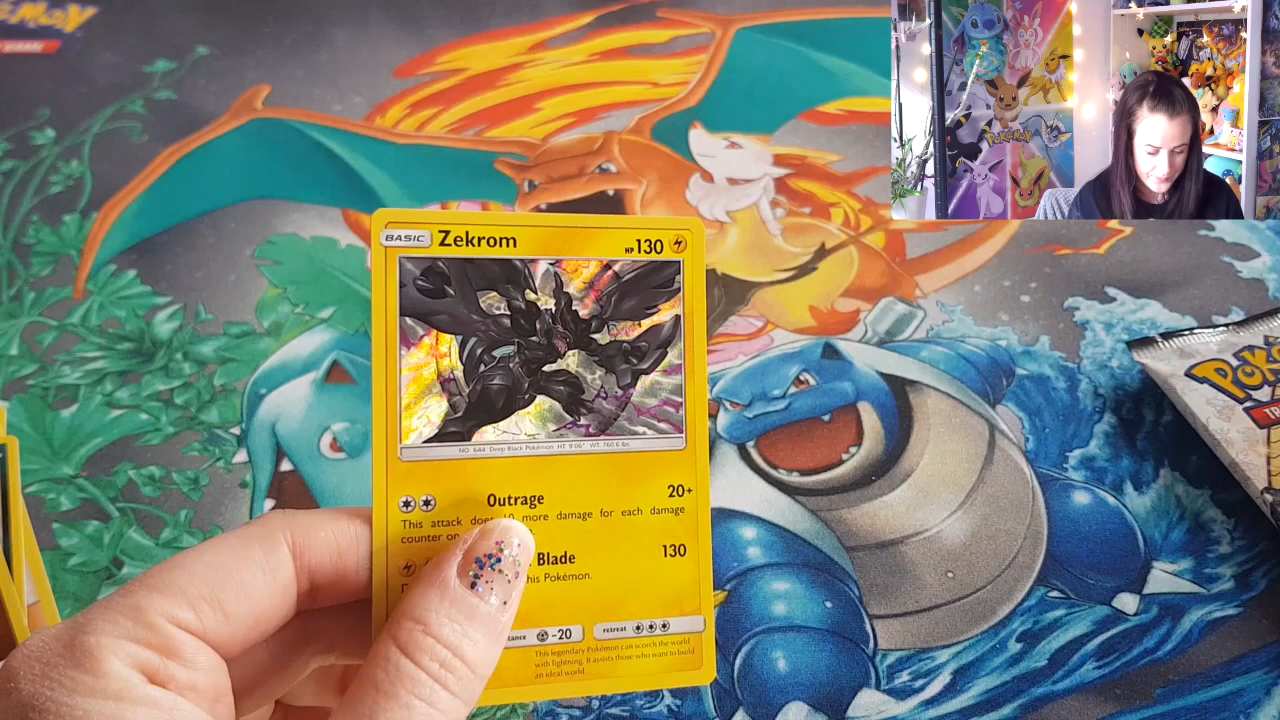 BASIC Zekrom HP 130
NO. 644 Deep Black Pokémon HT: 9'06" WT: 760.6 lbs
Outrage 20+
This attack does 10 more damage for each damage
counter on
Blade 130
this Pokémon.
-20 retreat
This legendary Pokémon can scorch the world
with lightning. It assists those who want to build
an ideal world.
POKÉMON